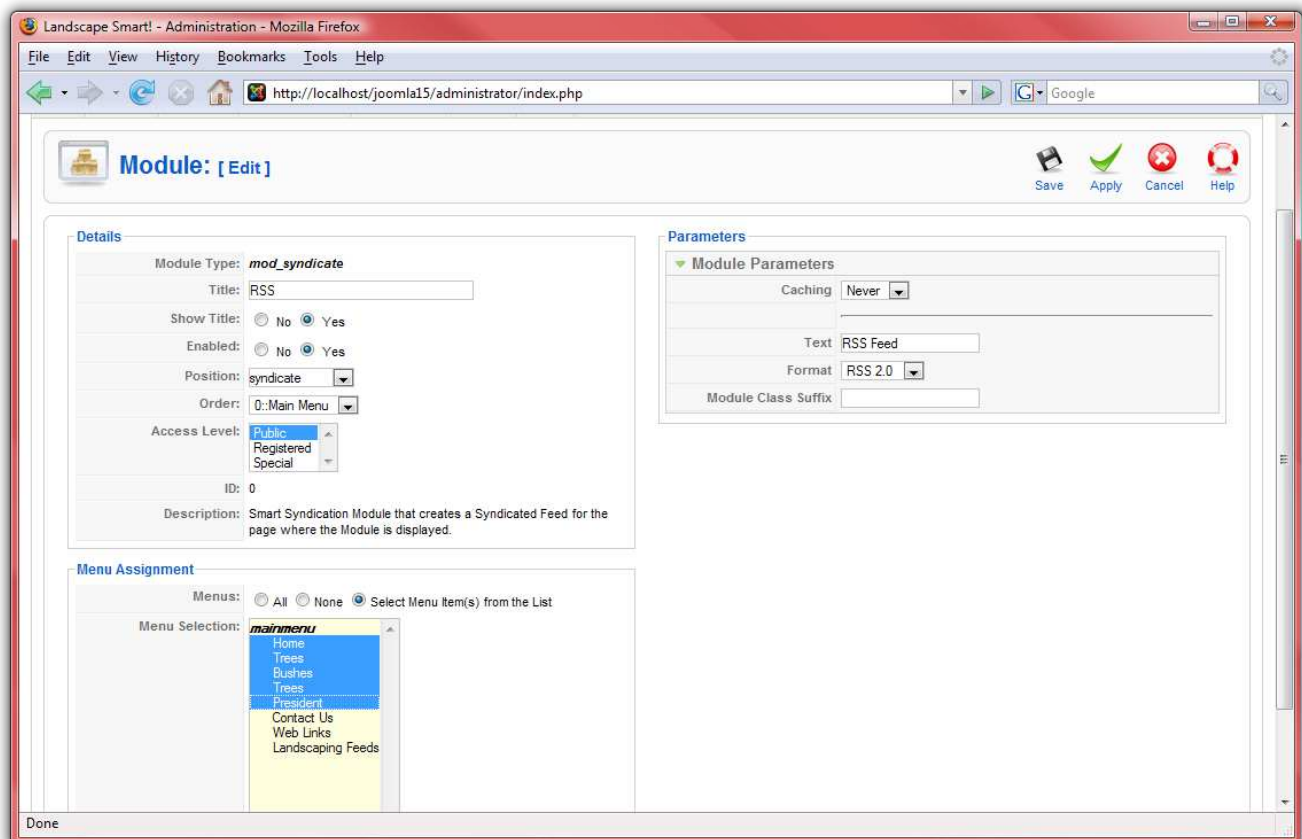 Landscape Smart! - Administration - Mozilla Firefox
File Edit View History Bookmarks Tools Help
http://localhost/joomla15/administrator/index.php
G Google
Module: [ Edit ]
Save Apply Cancel Help
Details
Module Type: mod_syndicate
Title: RSS
Show Title: No Yes
Enabled: No Yes
Position: syndicate
Order: 0::Main Menu
Access Level: Public
Registered
Special
ID: 0
Description: Smart Syndication Module that creates a Syndicated Feed for the
page where the Module is displayed.
Parameters
Module Parameters
Caching Never
Text RSS Feed
Format RSS 2.0
Module Class Suffix
Menu Assignment
Menus: All None Select Menu Item(s) from the List
Menu Selection: mainmenu
Home
Trees
Bushes
Trees
President
Contact Us
Web Links
Landscaping Feeds
Done